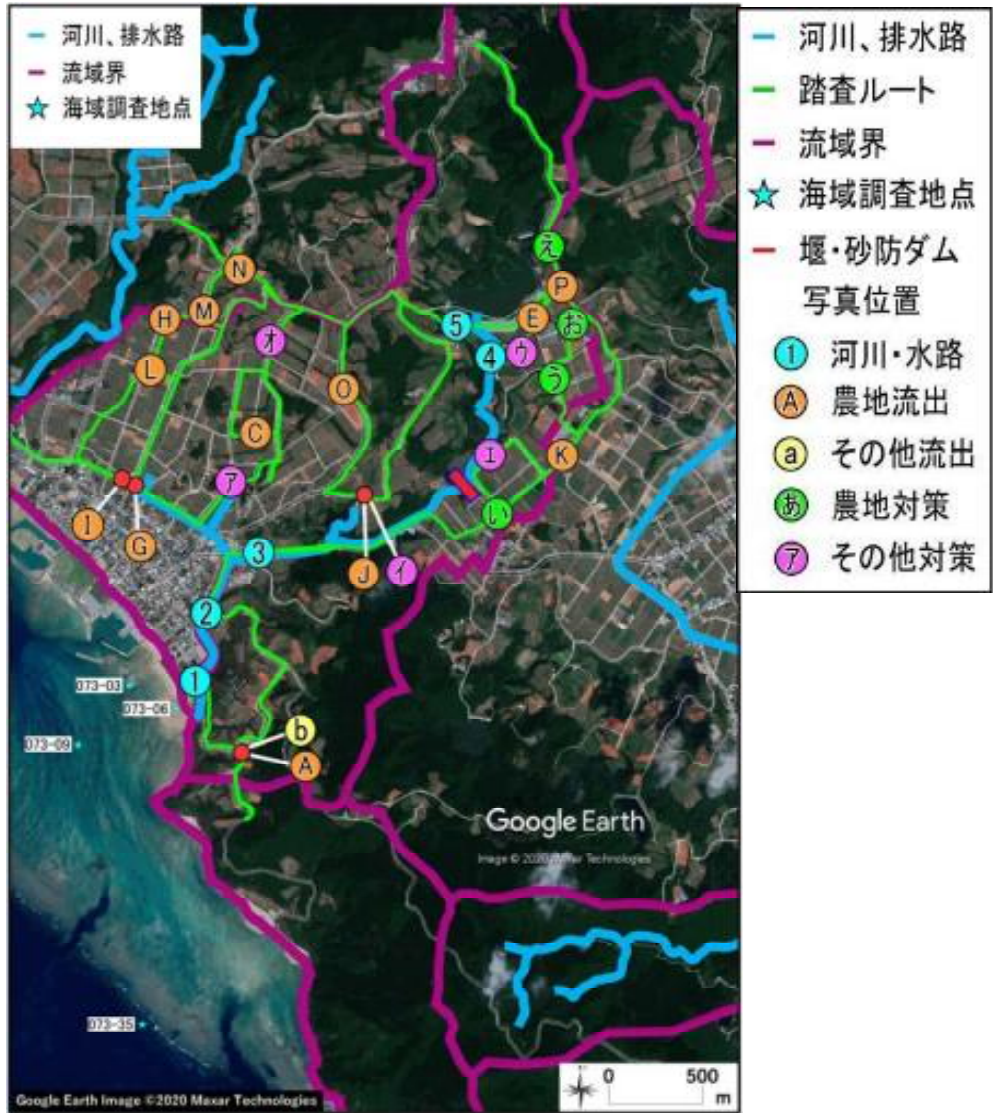 河川、排水路
流域界
海域調査地点
河川、排水路
踏査ルート
流域界
海域調査地点
堰・砂防ダム
写真位置
1 河川・水路
A 農地流出
a その他流出
あ 農地対策
ア その他対策
え
N
P
H
M
E
お
オ
5
4
ウ
L
O
う
C
エ
K
ア
い
I
G
3
J
イ
2
1
073-03
073-06
b
073-09
A
Google Earth
Image © 2020 Maxar Technologies
073-35
0
500
m
Google Earth Image ©2020 Maxar Technologies